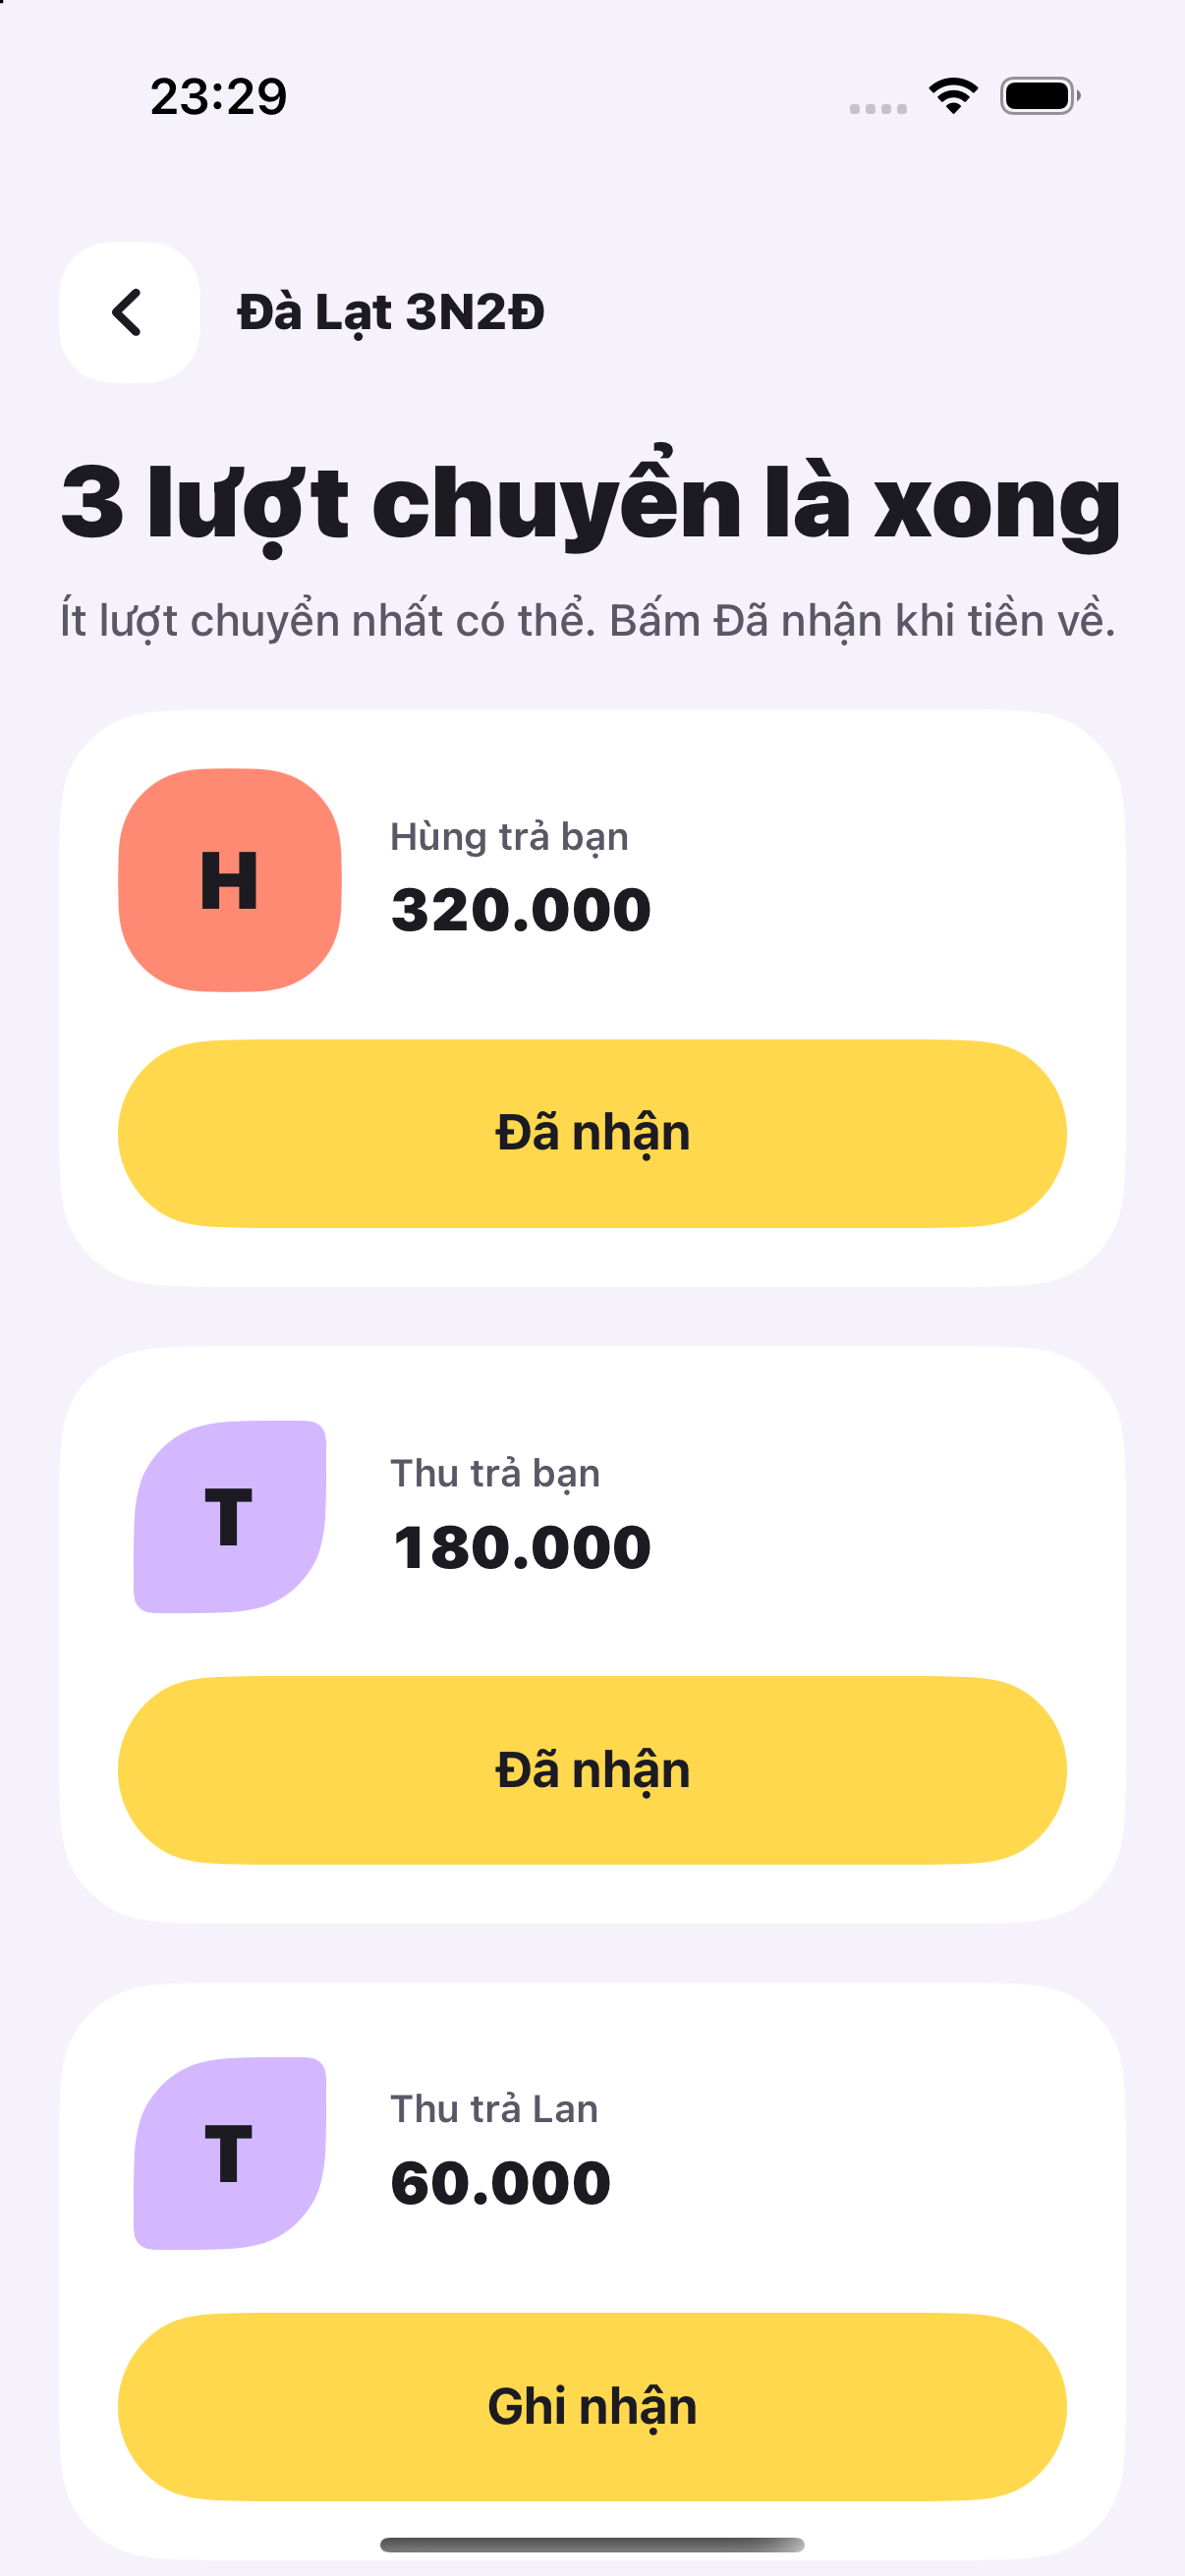 23:29
Đà Lạt 3N2Đ
3 lượt chuyển là xong
Ít lượt chuyển nhất có thể. Bấm Đã nhận khi tiền về.
H
Hùng trả bạn
320.000
Đã nhận
T
Thu trả bạn
180.000
Đã nhận
T
Thu trả Lan
60.000
Ghi nhận